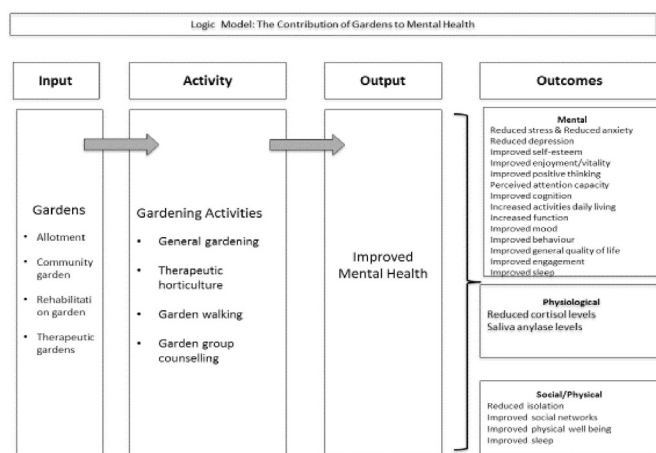 Logic Model: The Contribution of Gardens to Mental Health
Input
Activity
Output
Outcomes
Gardens
• Allotment
• Community
garden
• Rehabilitati
on garden
• Therapeutic
gardens
Gardening Activities
• General gardening
• Therapeutic
horticulture
• Garden walking
• Garden group
counselling
Improved
Mental Health
Mental
Reduced stress & Reduced anxiety
Reduced depression
Improved self-esteem
Improved enjoyment/vitality
Improved positive thinking
Perceived attention capacity
Improved cognition
Increased activities daily living
Increased function
Improved mood
Improved behaviour
Improved general quality of life
Improved engagement
Improved sleep
Physiological
Reduced cortisol levels
Saliva anylase levels
Social/Physical
Reduced isolation
Improved social networks
Improved physical well being
Improved sleep